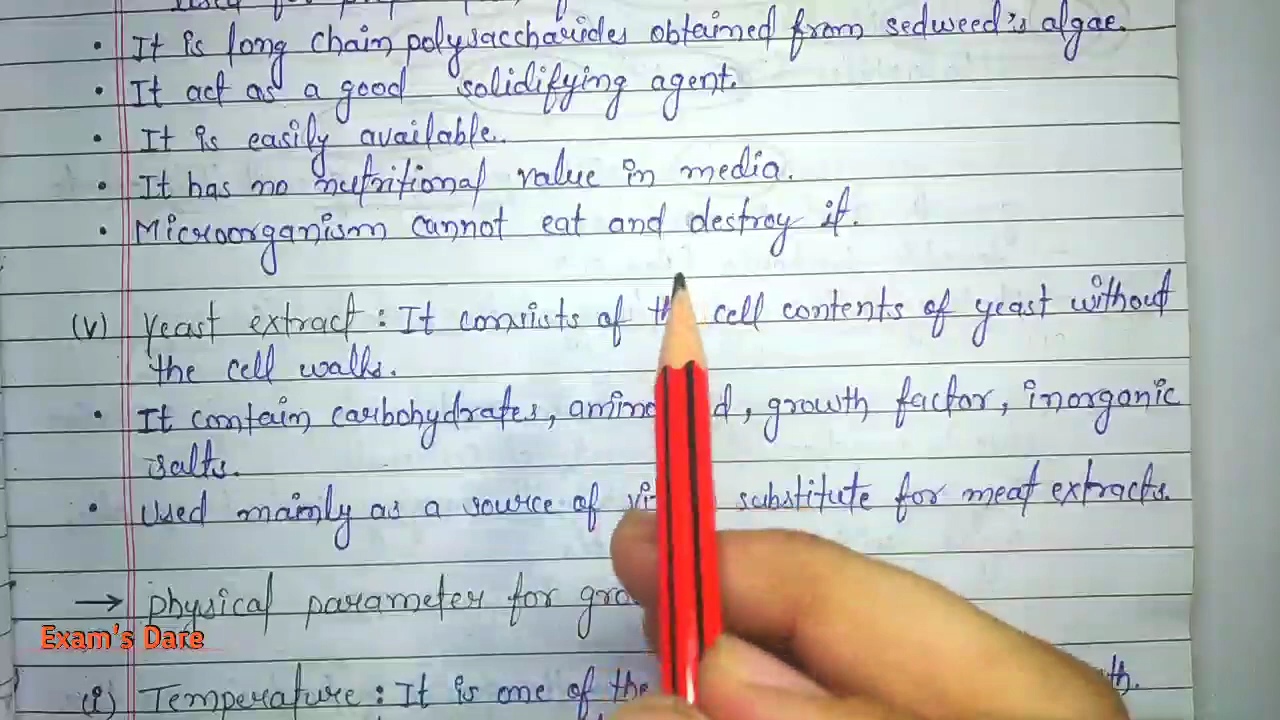 • It is long chain polysaccharides obtained from sedweed's algae.
• It act as a good solidifying agent.
• It is easily available.
• It has no nutritional value in media.
• Microorganism cannot eat and destroy it.
(v) Yeast extract : It consists of the cell contents of yeast without
the cell walls.
• It contain carbohydrates, amino , growth factor, inorganic
salts.
• Used mainly as a source of substitute for meat extracts.
→ Physical parameter for
Exam's Dare
(i) Temperature : It is one of the